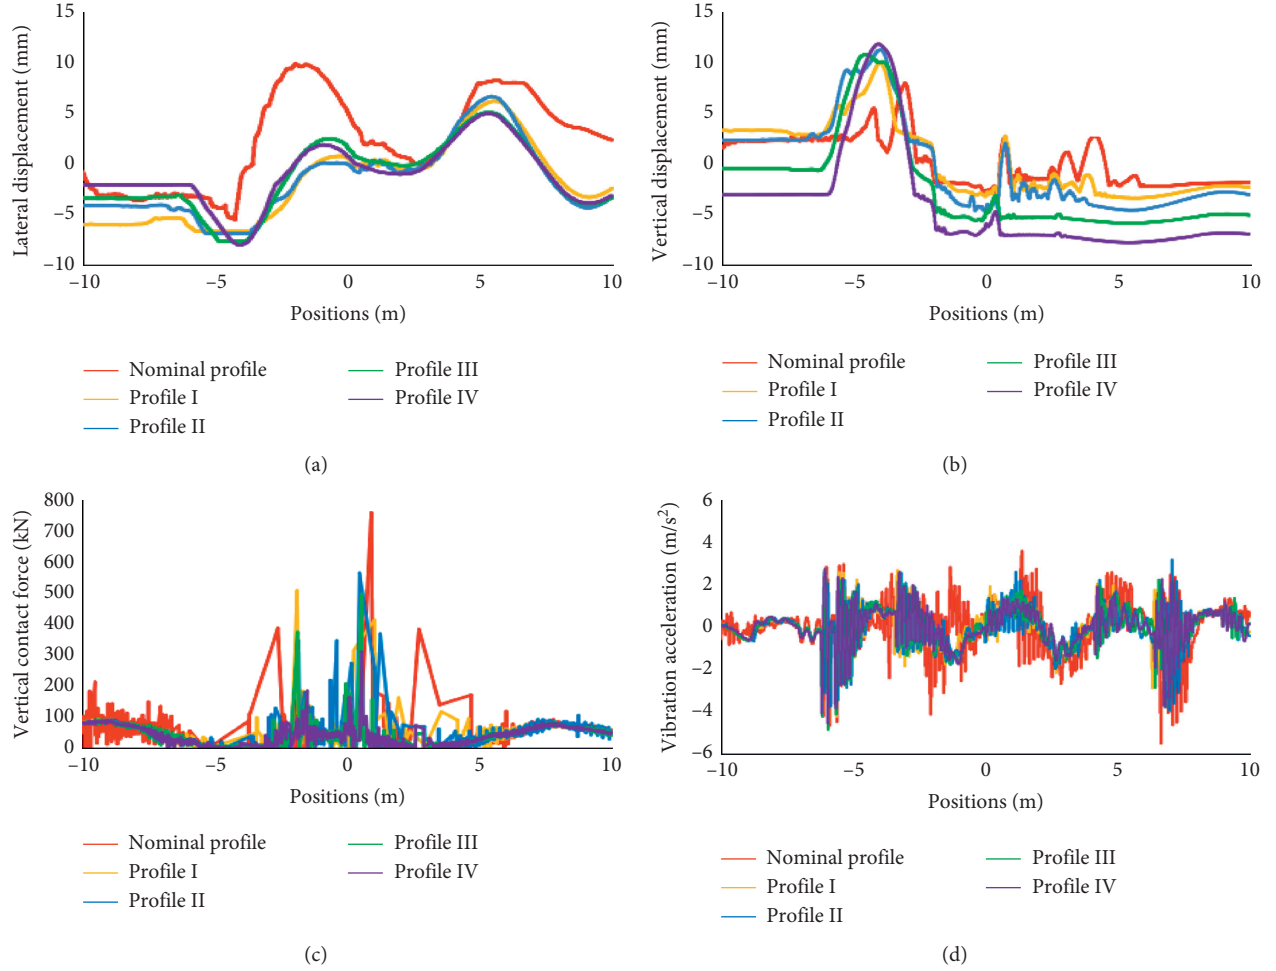 15
10
5
0
−5
−10
Lateral displacement (mm)
−10 −5 0 5 10
Positions (m)
Nominal profile
Profile I
Profile II
Profile III
Profile IV
(a)
15
10
5
0
−5
−10
Vertical displacement (mm)
−10 −5 0 5 10
Positions (m)
Nominal profile
Profile I
Profile II
Profile III
Profile IV
(b)
800
700
600
500
400
300
200
100
0
Vertical contact force (kN)
−10 −5 0 5 10
Positions (m)
Nominal profile
Profile I
Profile II
Profile III
Profile IV
(c)
6
4
2
0
−2
−4
−6
Vibration acceleration (m/s²)
−10 −5 0 5 10
Positions (m)
Nominal profile
Profile I
Profile II
Profile III
Profile IV
(d)